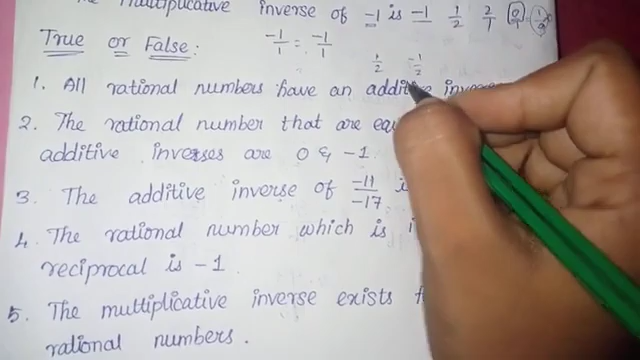 The multiplicative inverse of -1 is -1 1/2 2/1 0/1
-1/1 = -1/1
True or False:
1/2 -1/2
1. All rational numbers have an additive
2. The rational number that are
additive inverses are 0 & -1
3. The additive inverse of -11/-17
4. The rational number which is
reciprocal is -1
5. The multiplicative inverse exists
rational numbers.